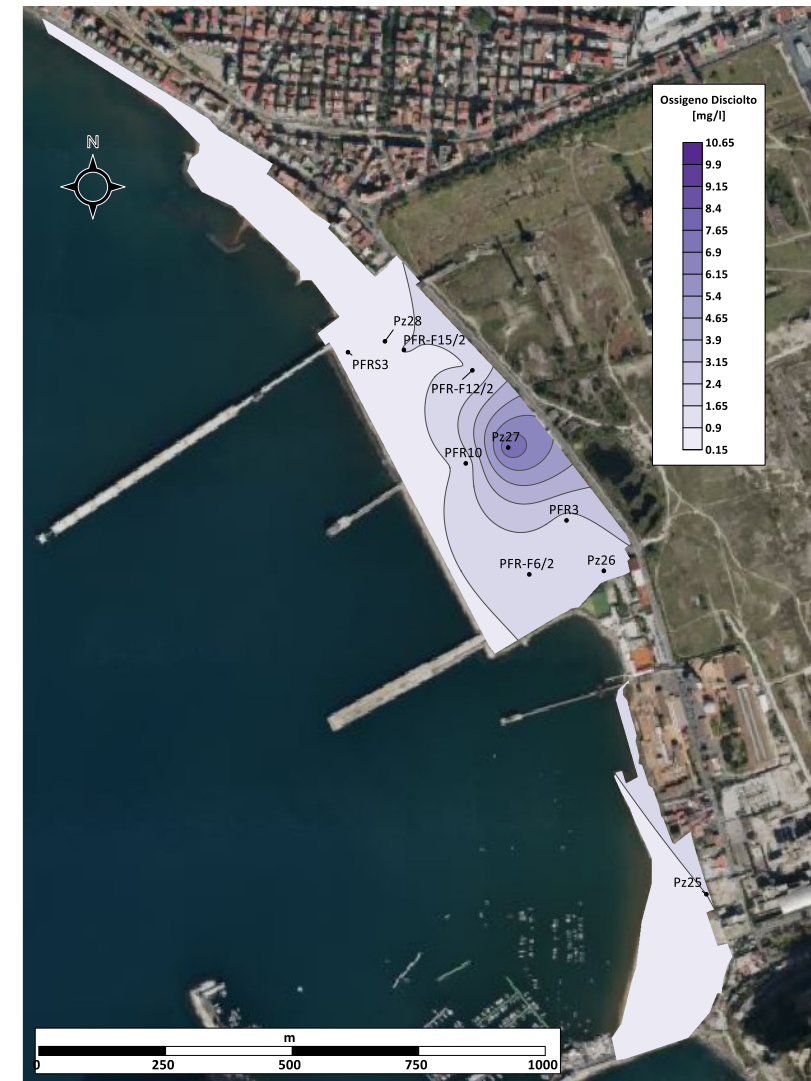 N
Ossigeno Disciolto
[mg/l]
10.65
9.9
9.15
8.4
7.65
6.9
6.15
5.4
4.65
3.9
3.15
2.4
1.65
0.9
0.15
Pz28
PFR-F15/2
PFRS3
PFR-F12/2
Pz27
PFR10
PFR3
PFR-F6/2
Pz26
Pz25
m
0 250 500 750 1000